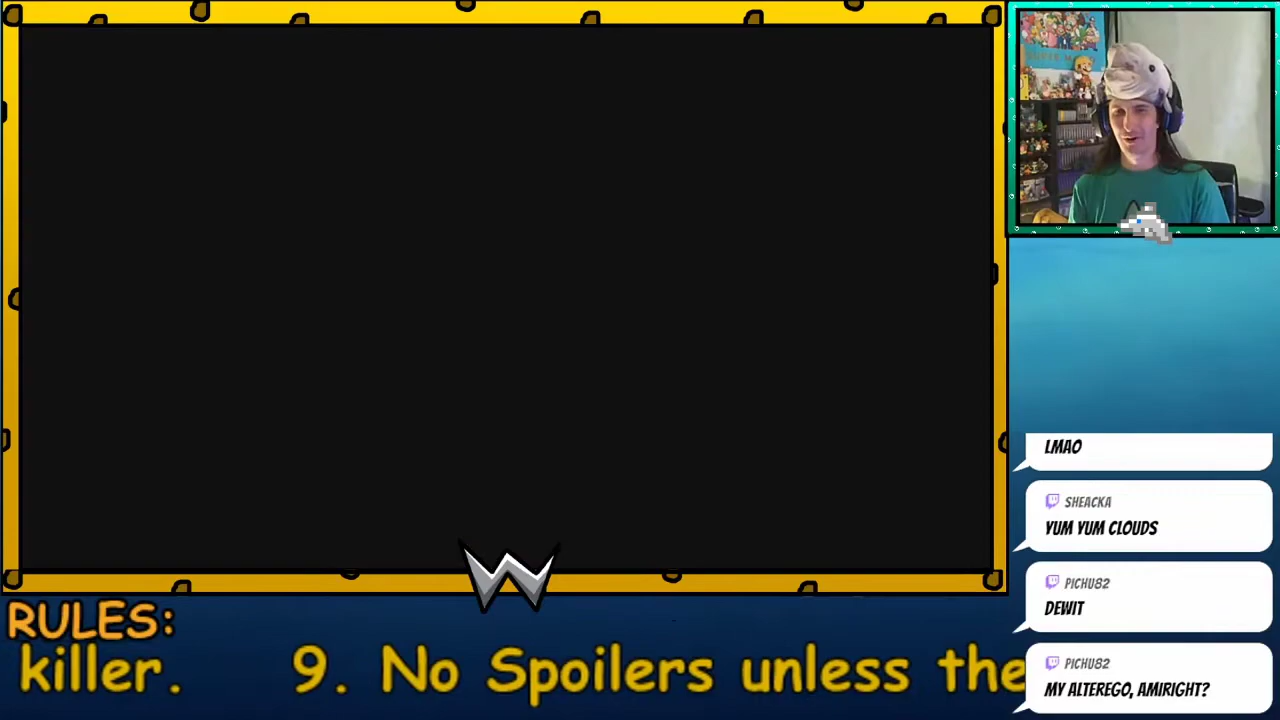 LMAO
SHEACKA
YUM YUM CLOUDS
PICHU82
DEWIT
PICHU82
MY ALTEREGO, AMIRIGHT?
W
RULES:
killer. 9. No Spoilers unless the